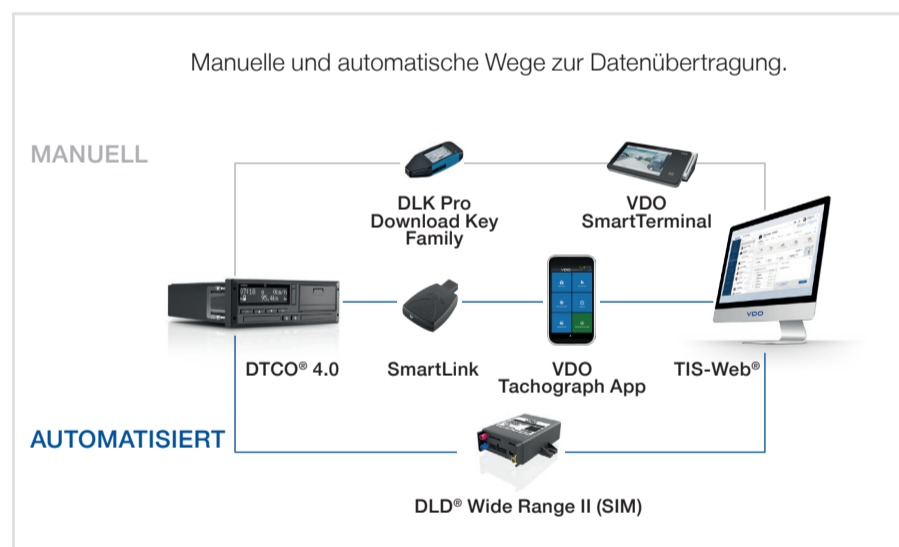 Manuelle und automatische Wege zur Datenübertragung.
MANUELL
DLK Pro
Download Key
Family
VDO
SmartTerminal
VDO
DTCO® 4.0
SmartLink
VDO
Tachograph App
TIS-Web®
AUTOMATISIERT
DLD® Wide Range II (SIM)